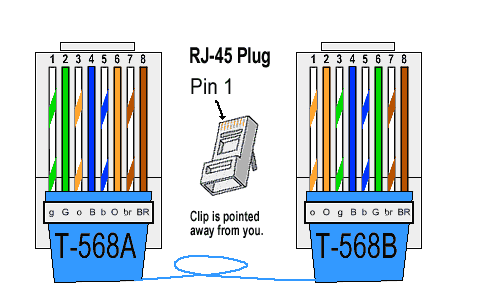 1 2 3 4 5 6 7 8
g G o B b O br BR
T-568A
RJ-45 Plug
Pin 1
Clip is pointed
away from you.
1 2 3 4 5 6 7 8
o O g B b G br BR
T-568B